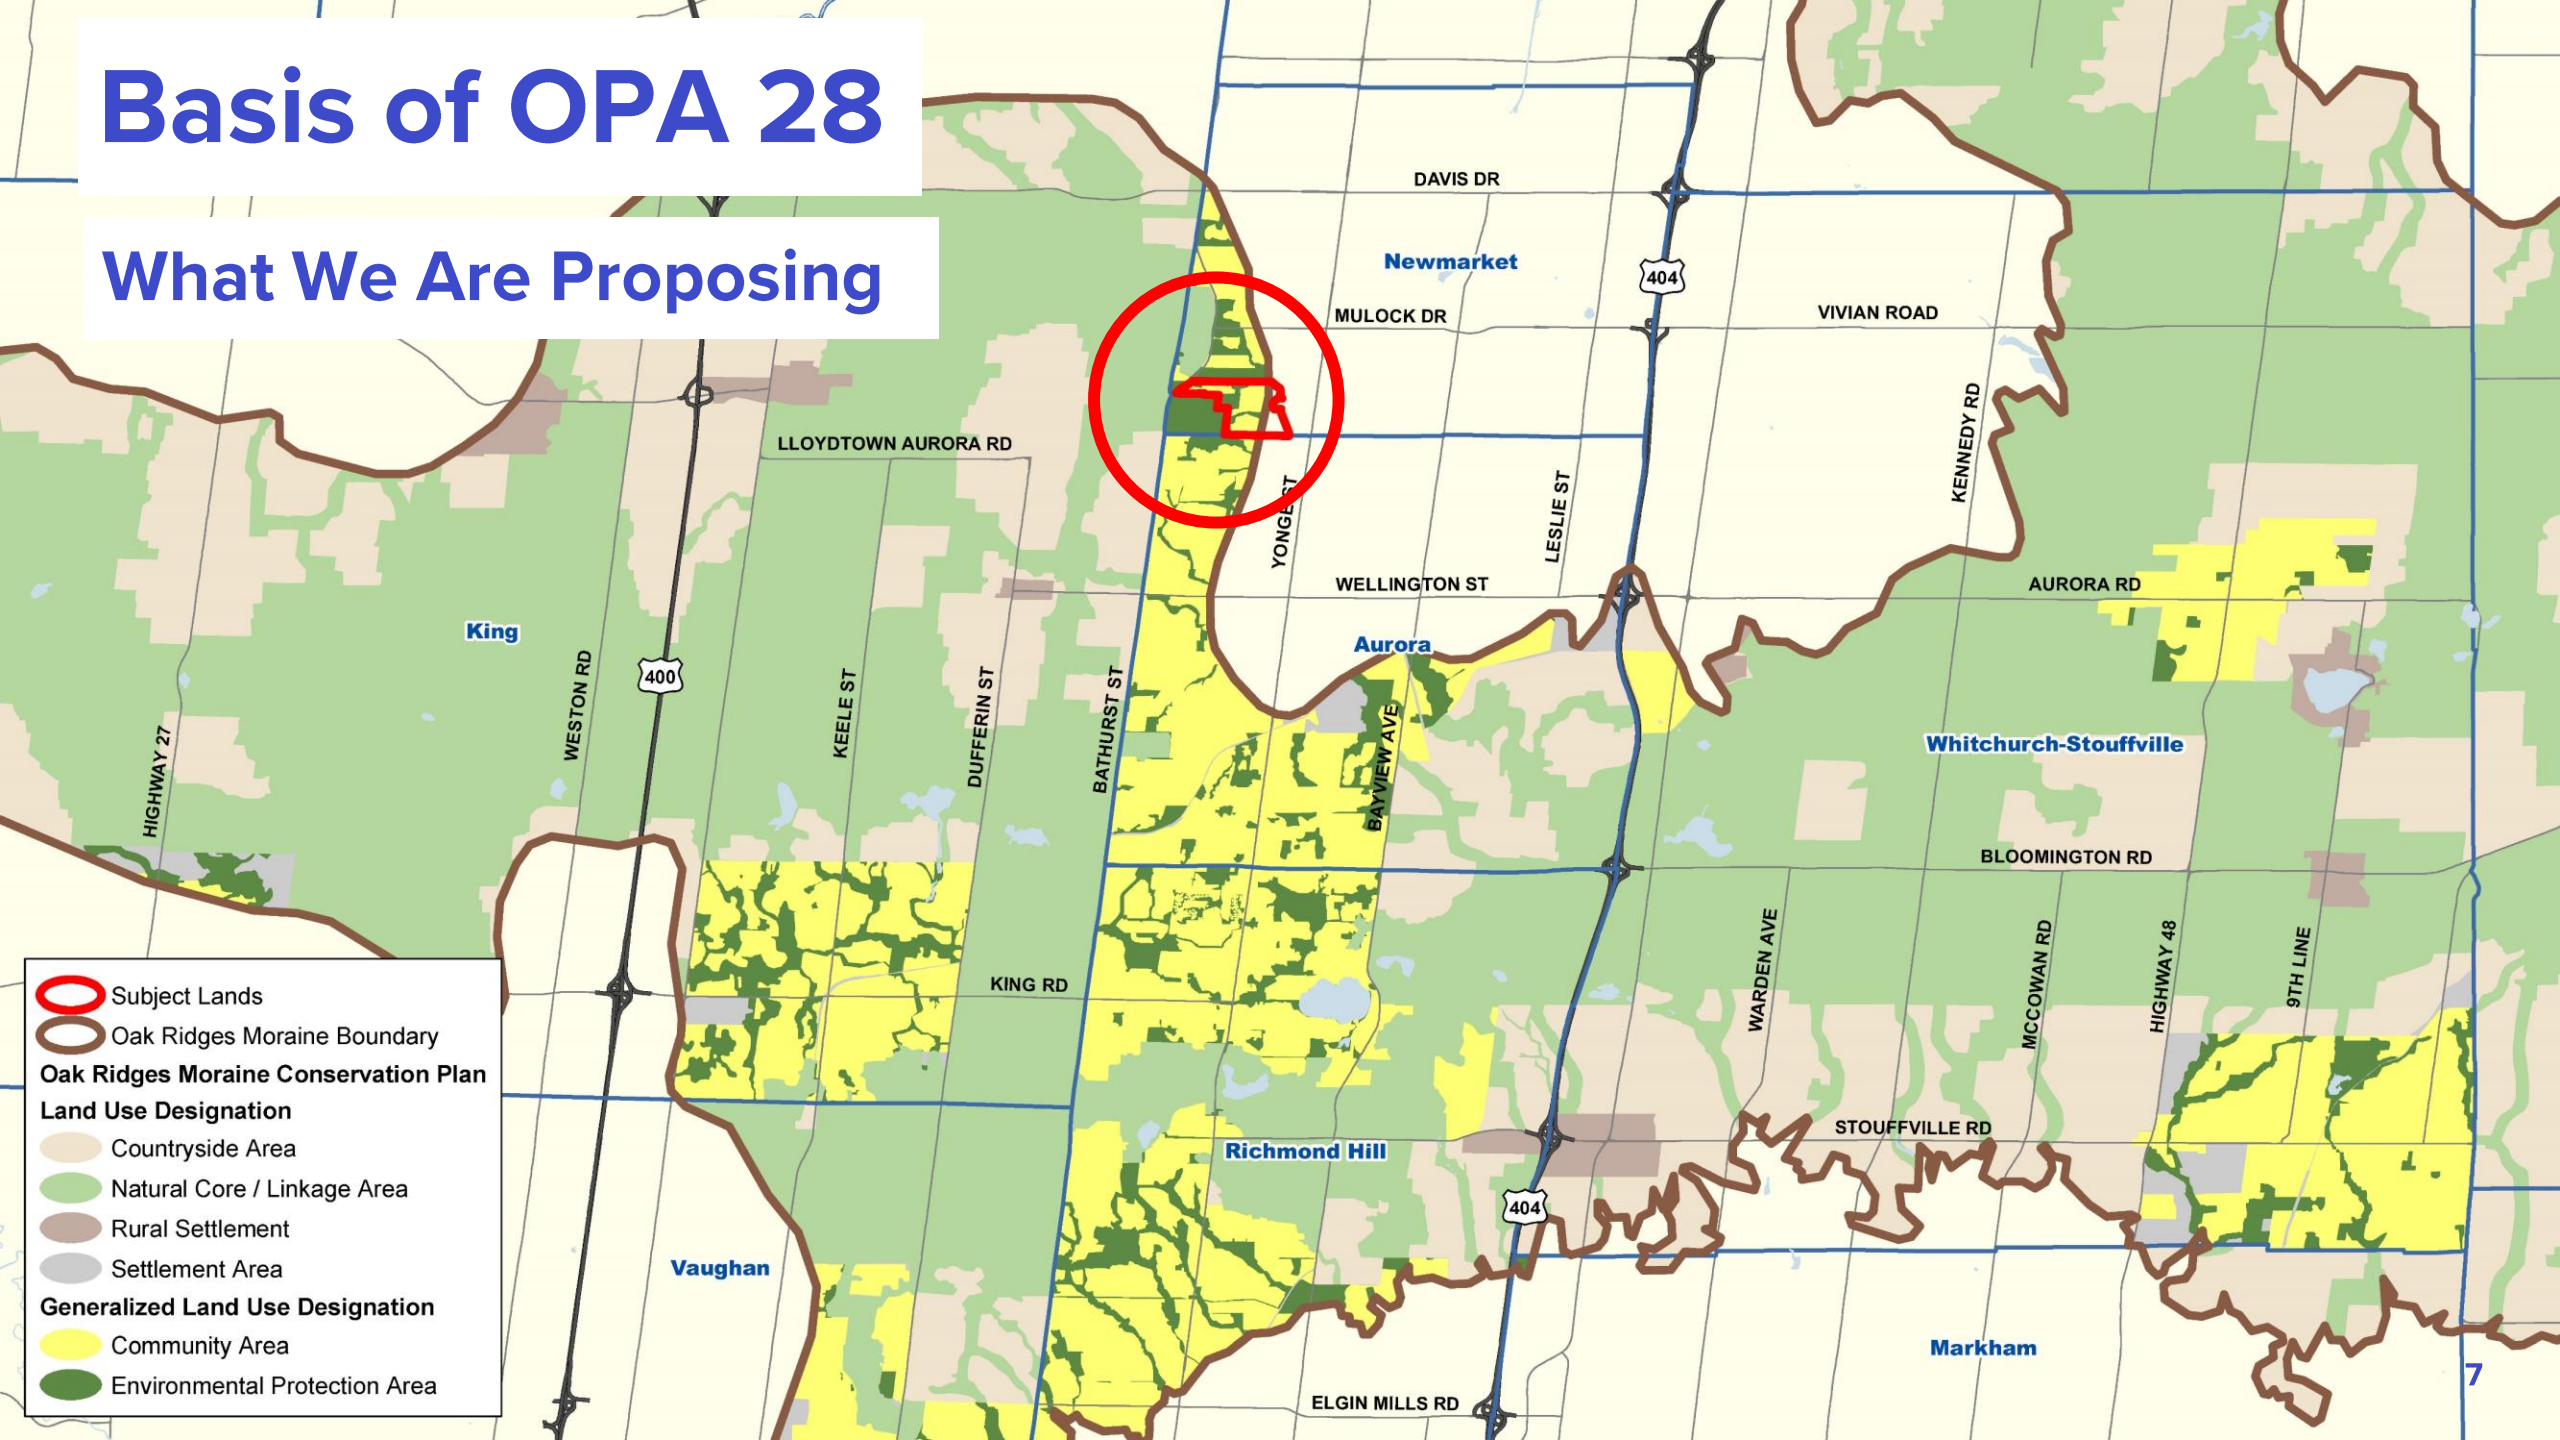 Basis of OPA 28
What We Are Proposing
DAVIS DR
Newmarket
404
MULOCK DR
VIVIAN ROAD
KENNEDY RD
LLOYDTOWN AURORA RD
YONGE ST
LESLIE ST
WELLINGTON ST
AURORA RD
King
Aurora
400
WESTON RD
KEELE ST
DUFFERIN ST
BATHURST ST
HIGHWAY 27
BAYVIEW AVE
Whitchurch-Stouffville
BLOOMINGTON RD
WARDEN AVE
MCCOWAN RD
HIGHWAY 48
9TH LINE
KING RD
STOUFFVILLE RD
Richmond Hill
404
Vaughan
Markham
ELGIN MILLS RD
Subject Lands
Oak Ridges Moraine Boundary
Oak Ridges Moraine Conservation Plan
Land Use Designation
Countryside Area
Natural Core / Linkage Area
Rural Settlement
Settlement Area
Generalized Land Use Designation
Community Area
Environmental Protection Area
7